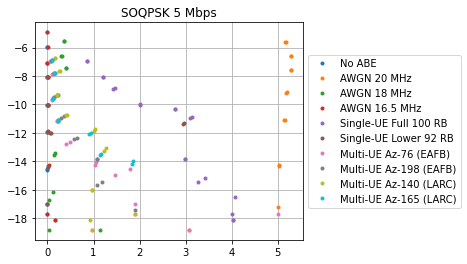 SOQPSK 5 Mbps
−6
−8
−10
−12
−14
−16
−18
0
1
2
3
4
5
No ABE
AWGN 20 MHz
AWGN 18 MHz
AWGN 16.5 MHz
Single-UE Full 100 RB
Single-UE Lower 92 RB
Multi-UE Az-76 (EAFB)
Multi-UE Az-198 (EAFB)
Multi-UE Az-140 (LARC)
Multi-UE Az-165 (LARC)